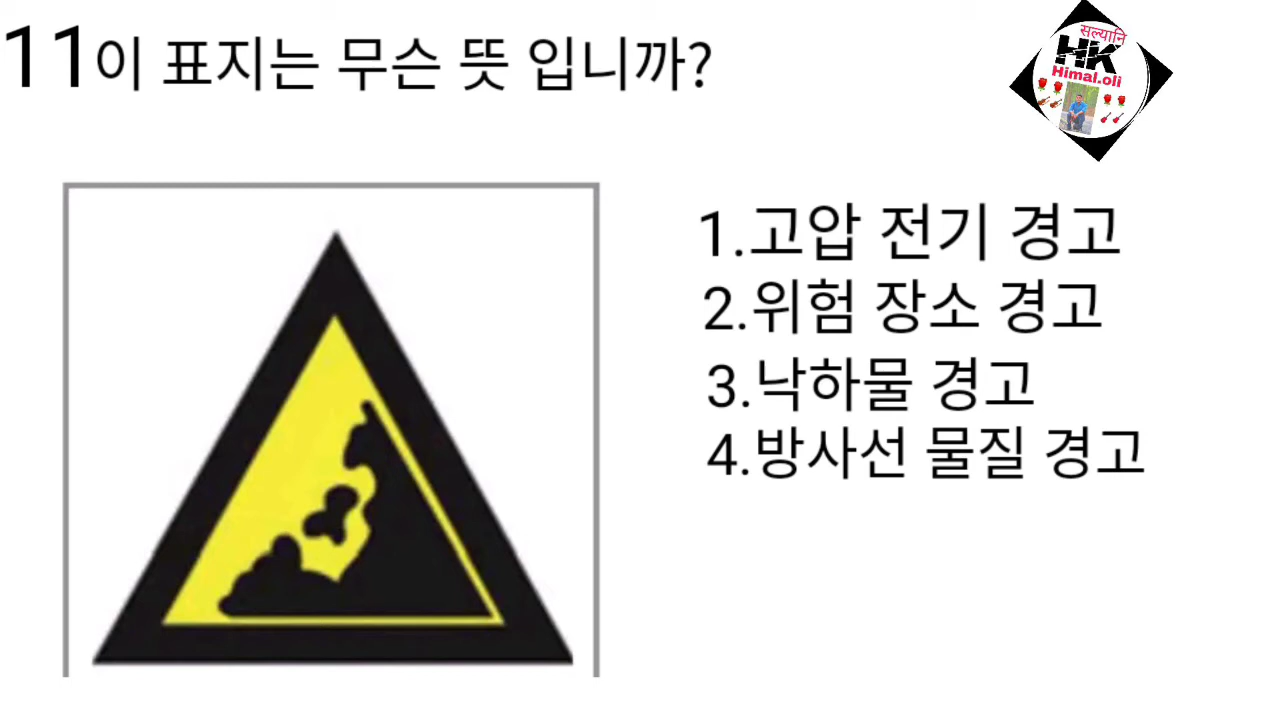 11이 표지는 무슨 뜻 입니까?
सल्यानि
HK
Himal.oli
1.고압 전기 경고
2.위험 장소 경고
3.낙하물 경고
4.방사선 물질 경고